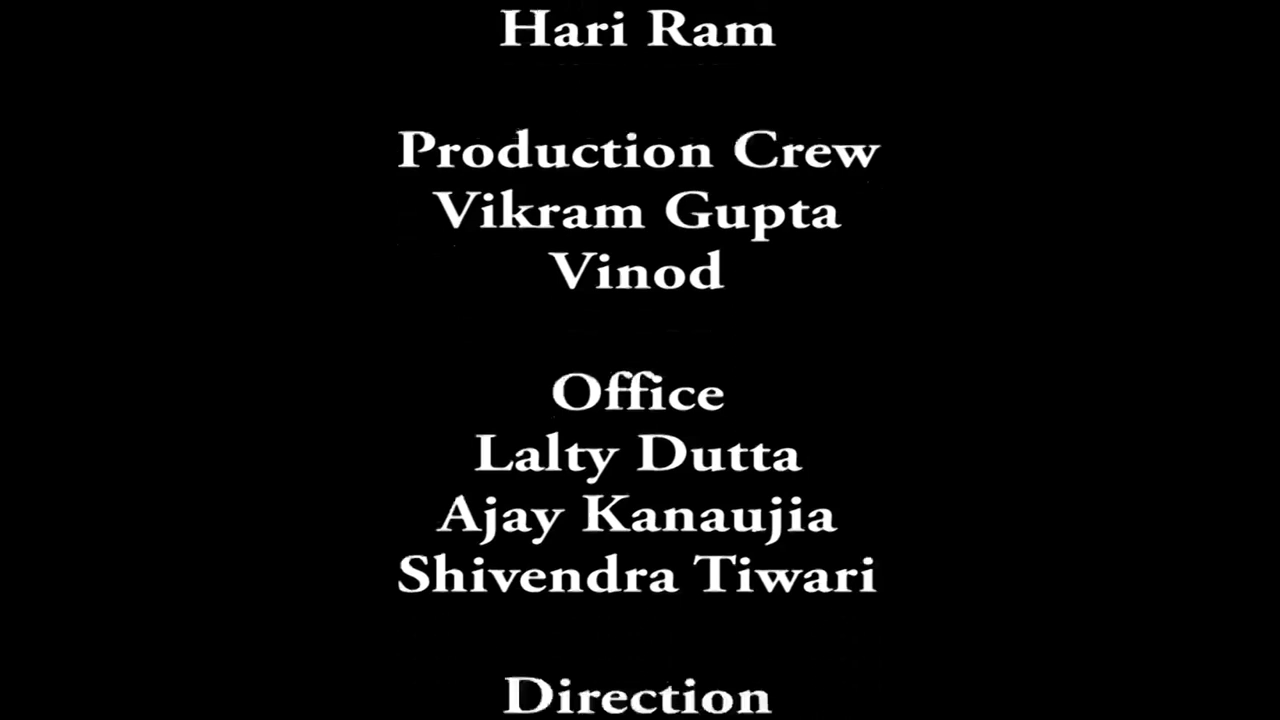 Hari Ram
Production Crew
Vikram Gupta
Vinod
Office
Lalty Dutta
Ajay Kanaujia
Shivendra Tiwari
Direction